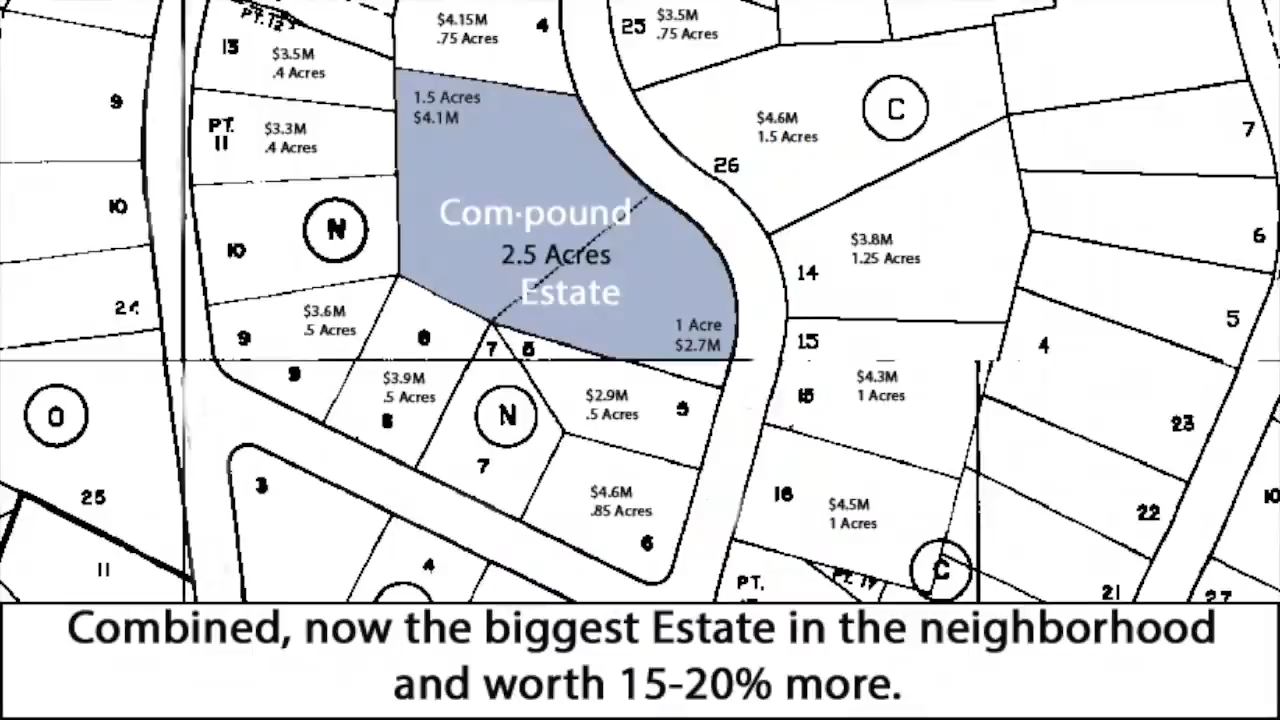 PT. 12
$4.15M
.75 Acres
4
25
$3.5M
.75 Acres
13
$3.5M
.4 Acres
9
1.5 Acres
$4.1M
C
$4.6M
1.5 Acres
7
PT.
11
$3.3M
.4 Acres
26
10
Com·pound
2.5 Acres
Estate
N
10
$3.8M
1.25 Acres
6
14
$3.6M
.5 Acres
5
1 Acre
$2.7M
9
8
7
15
4
9
$3.9M
.5 Acres
8
$4.3M
1 Acre
15
$2.9M
.5 Acres
5
O
N
23
7
3
25
$4.6M
.85 Acres
16
$4.5M
1 Acre
22
10
6
11
4
C
PT.
PT. 17
21
27
Combined, now the biggest Estate in the neighborhood
and worth 15-20% more.